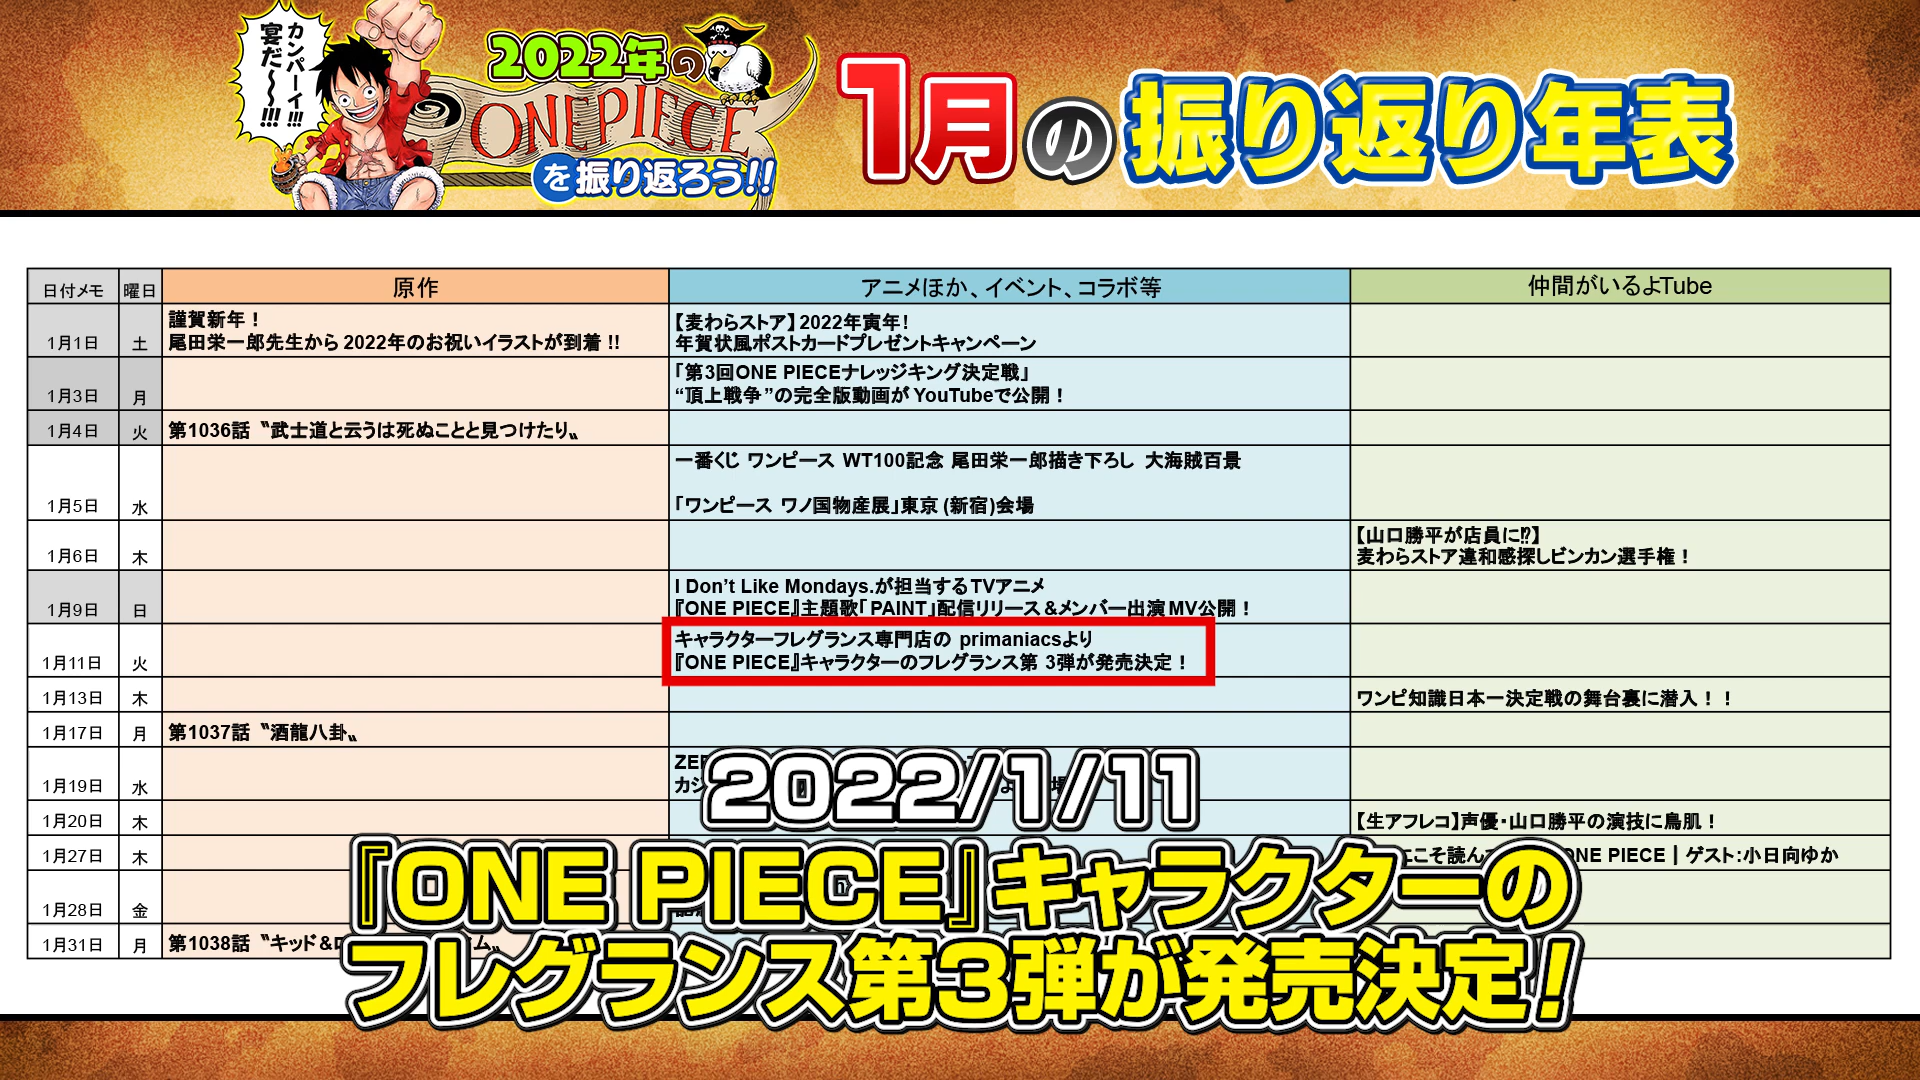 カンパーイ!!!
宴だ〜〜!!!
2022年の
ONE PIECE
を振り返ろう!!
1月の振り返り年表
日付メモ 曜日 原作 アニメほか、イベント、コラボ等 仲間がいるよTube
1月1日 土
謹賀新年！
尾田栄一郎先生から2022年のお祝いイラストが到着!!
【麦わらストア】2022年寅年！
年賀状風ポストカードプレゼントキャンペーン
1月3日 月
「第3回ONE PIECEナレッジキング決定戦」
“頂上戦争”の完全版動画がYouTubeで公開！
1月4日 火 第1036話〝武士道と云うは死ぬことと見つけたり〟
1月5日 水
一番くじ ワンピース WT100記念 尾田栄一郎描き下ろし 大海賊百景
「ワンピース ワノ国物産展」東京(新宿)会場
1月6日 木
【山口勝平が店員に⁉】
麦わらストア違和感探しビンカン選手権！
1月9日 日
I Don’t Like Mondays.が担当するTVアニメ
『ONE PIECE』主題歌「PAINT」配信リリース&メンバー出演MV公開！
1月11日 火
キャラクターフレグランス専門店の primaniacsより
『ONE PIECE』キャラクターのフレグランス第3弾が発売決定！
1月13日 木 ワンピ知識日本一決定戦の舞台裏に潜入！！
1月17日 月 第1037話〝酒龍八卦〟
1月19日 水
1月20日 木 【生アフレコ】声優・山口勝平の演技に鳥肌！
1月27日 木 こそ読んで ONE PIECE｜ゲスト:小日向ゆか
1月28日 金
1月31日 月 第1038話〝キッド&
2022/1/11
『ONE PIECE』キャラクターの
フレグランス第3弾が発売決定！